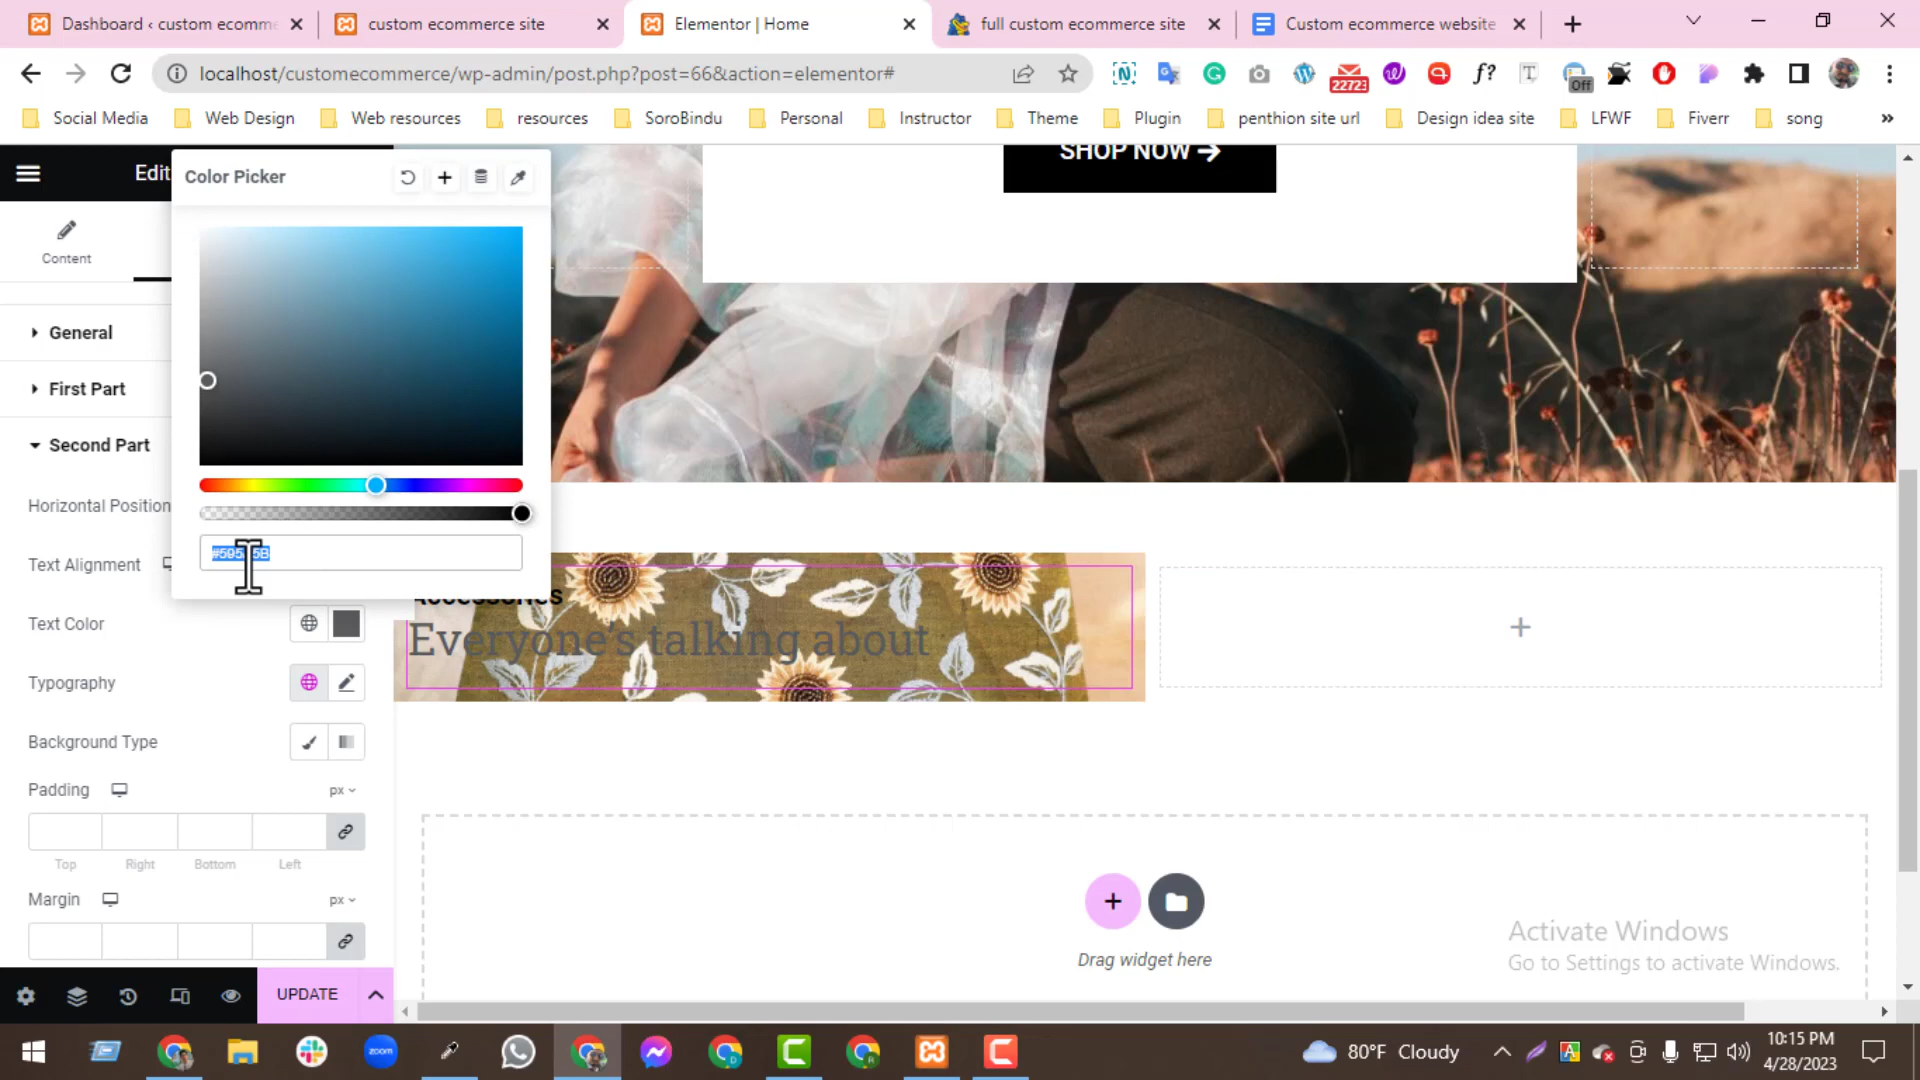 Dashboard ‹ custom ecomme
custom ecommerce site
Elementor | Home
full custom ecommerce site
Custom ecommerce website
localhost/customecommerce/wp-admin/post.php?post=66&action=elementor#
22723
f?
Off
Social Media
Web Design
Web resources
resources
SoroBindu
Personal
Instructor
Theme
Plugin
penthion site url
Design idea site
LFWF
Fiverr
song
»
Edit
Color Picker
SHOP NOW →
Content
General
First Part
Second Part
Horizontal Position
Text Alignment
Text Color
Typography
Background Type
Padding
px
Top
Right
Bottom
Left
Margin
px
UPDATE
Accessories
Everyone's talking about
Drag widget here
Activate Windows
Go to Settings to activate Windows.
zoom
80°F Cloudy
10:15 PM
4/28/2023